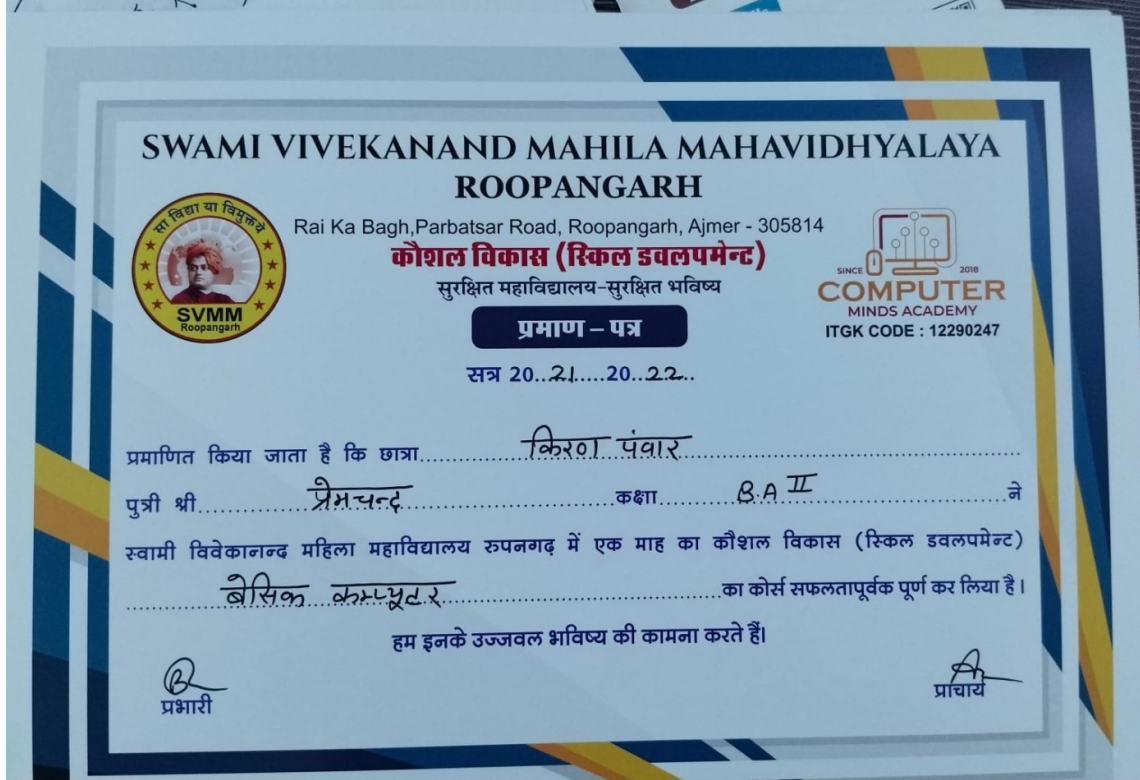 SWAMI VIVEKANAND MAHILA MAHAVIDHYALAYA
ROOPANGARH
सा विद्या या विमुक्तये
SVMM
Roopangarh
Rai Ka Bagh,Parbatsar Road, Roopangarh, Ajmer - 305814
कौशल विकास (स्किल डवलपमेन्ट)
सुरक्षित महाविद्यालय-सुरक्षित भविष्य
प्रमाण – पत्र
SINCE 2018
COMPUTER
MINDS ACADEMY
ITGK CODE : 12290247
सत्र 20..21.....20..22..
प्रमाणित किया जाता है कि छात्रा किरण पंवार
पुत्री श्री प्रेमचन्द कक्षा B.A II ने
स्वामी विवेकानन्द महिला महाविद्यालय रुपनगढ़ में एक माह का कौशल विकास (स्किल डवलपमेन्ट)
बेसिक कम्प्यूटर का कोर्स सफलतापूर्वक पूर्ण कर लिया है।
हम इनके उज्जवल भविष्य की कामना करते हैं।
प्रभारी प्राचार्य